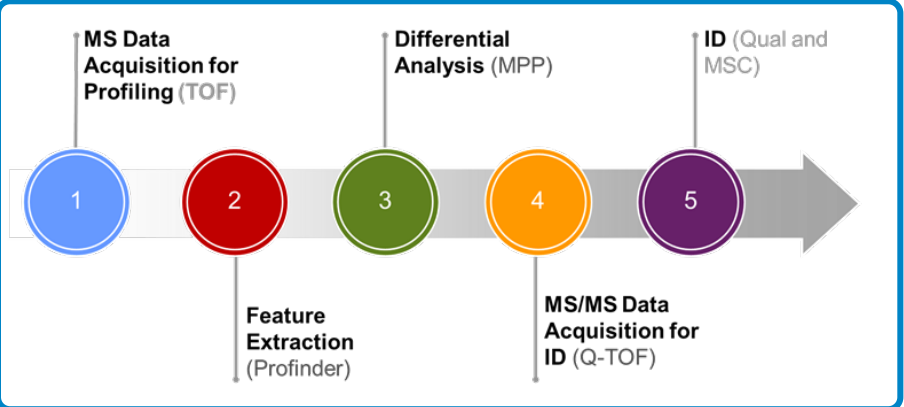 MS Data
Acquisition for
Profiling (TOF)
Differential
Analysis (MPP)
ID (Qual and
MSC)
1
2
3
4
5
Feature
Extraction
(Profinder)
MS/MS Data
Acquisition for
ID (Q-TOF)